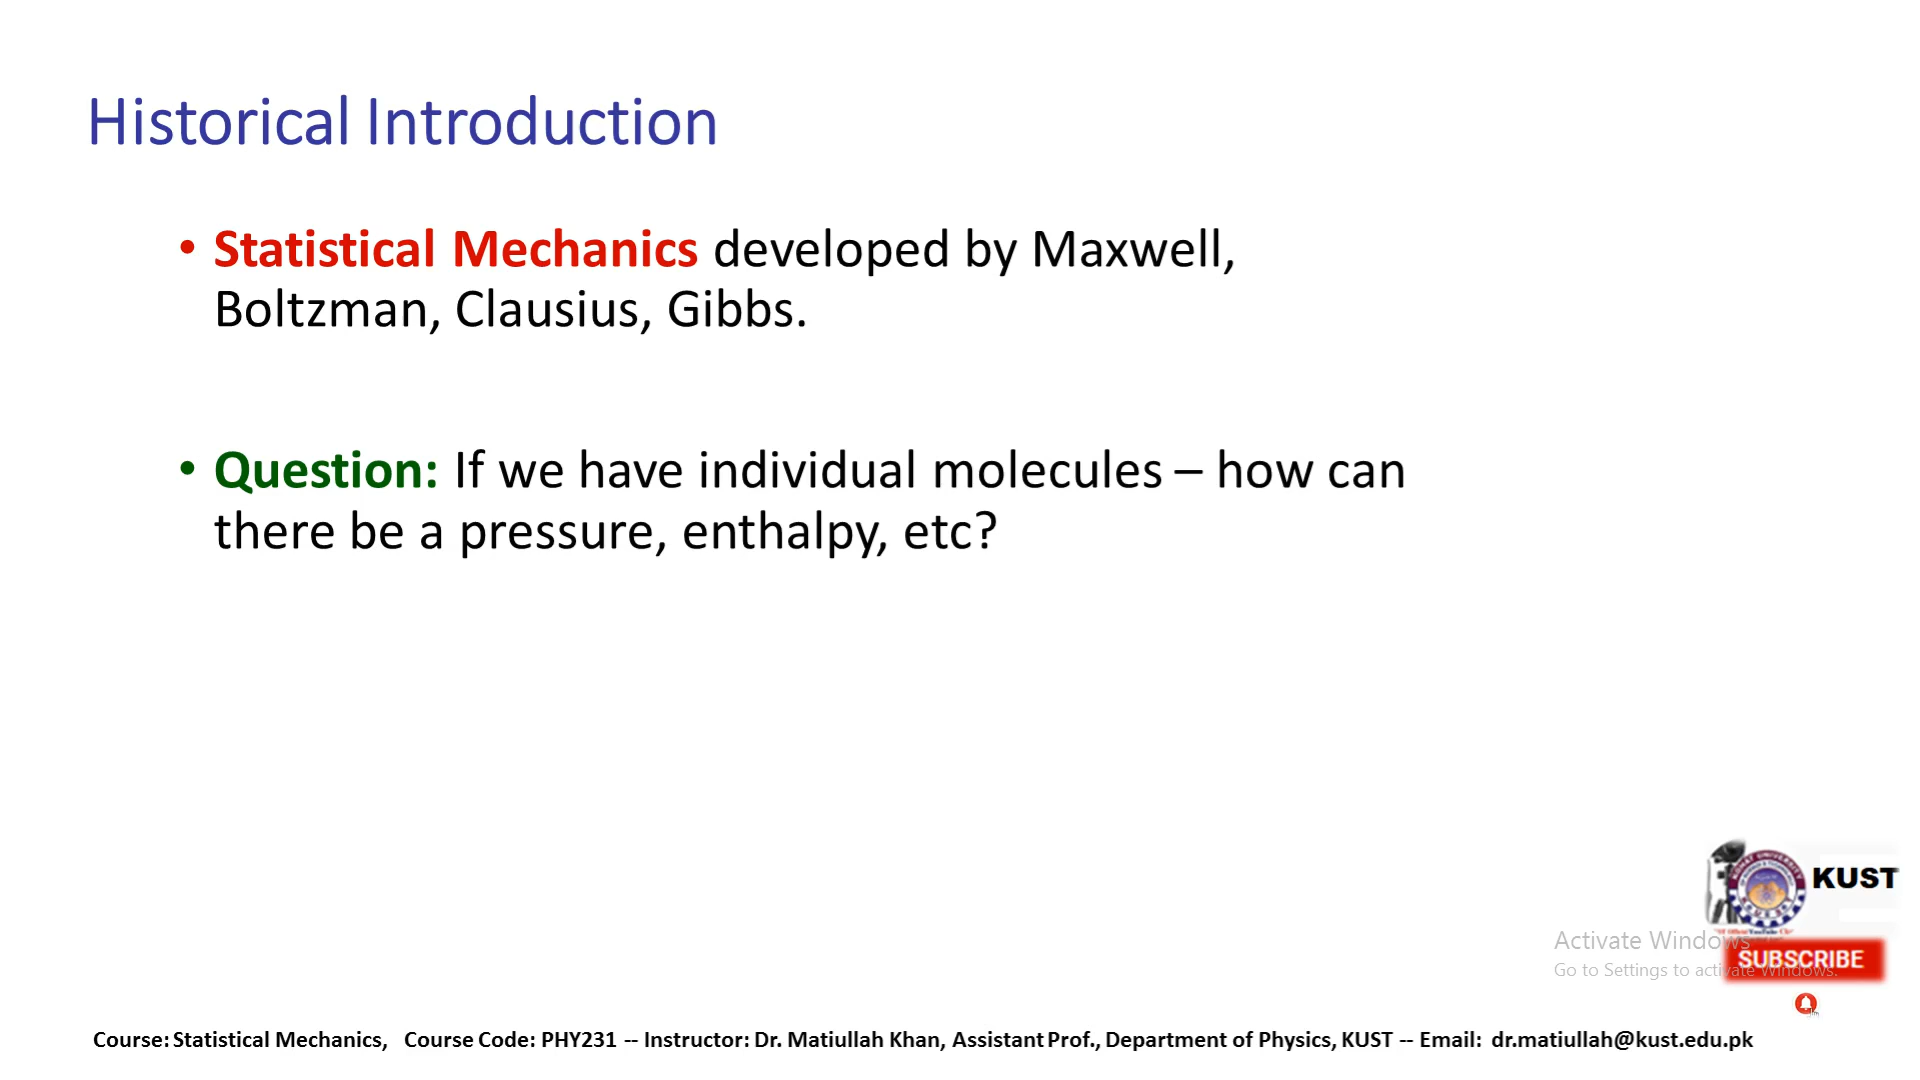 Historical Introduction
• Statistical Mechanics developed by Maxwell,
Boltzman, Clausius, Gibbs.
• Question: If we have individual molecules – how can
there be a pressure, enthalpy, etc?
KUST
Activate Windows
SUBSCRIBE
Go to Settings to activate Windows.
Course: Statistical Mechanics, Course Code: PHY231 -- Instructor: Dr. Matiullah Khan, Assistant Prof., Department of Physics, KUST -- Email: dr.matiullah@kust.edu.pk